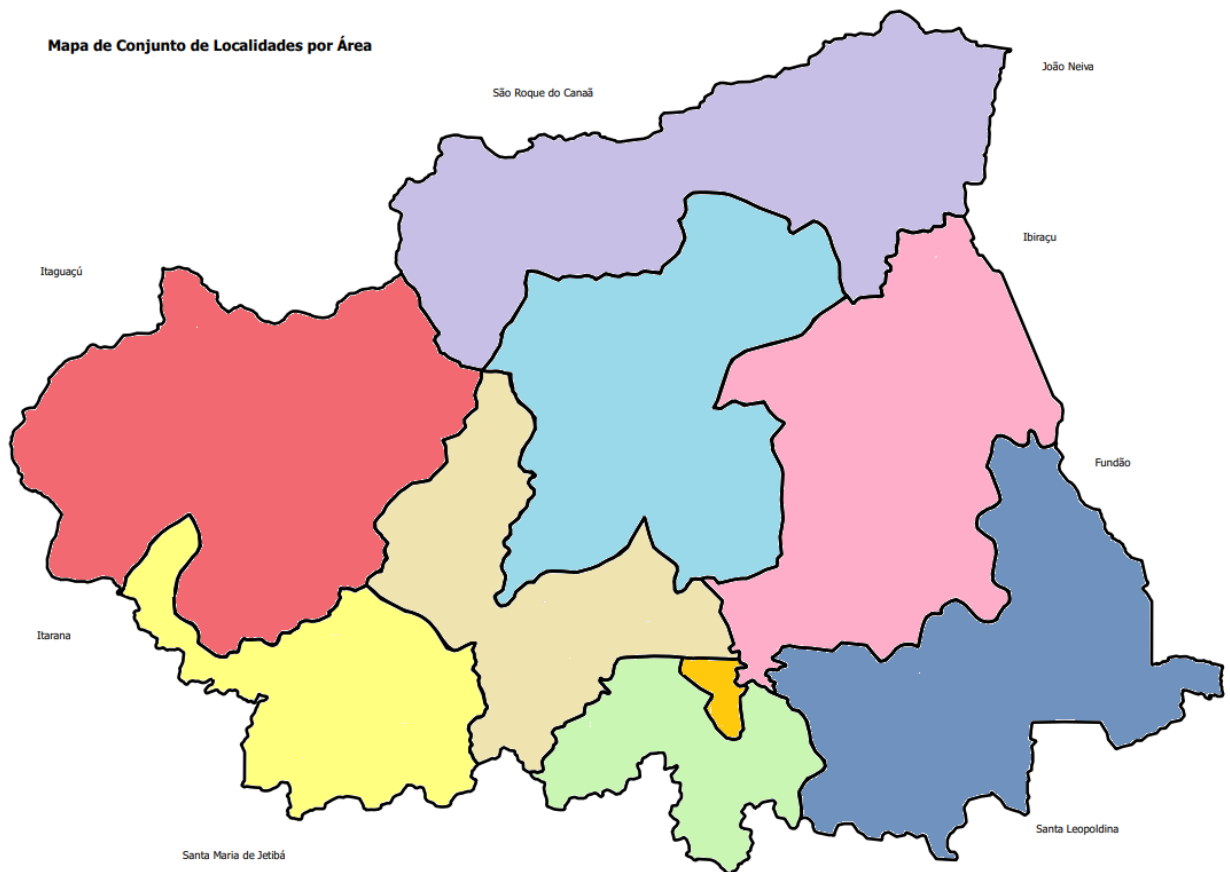 Mapa de Conjunto de Localidades por Área
João Neiva
São Roque do Canaã
Ibiraçu
Itaguaçú
Fundão
Itarana
Santa Leopoldina
Santa Maria de Jetibá